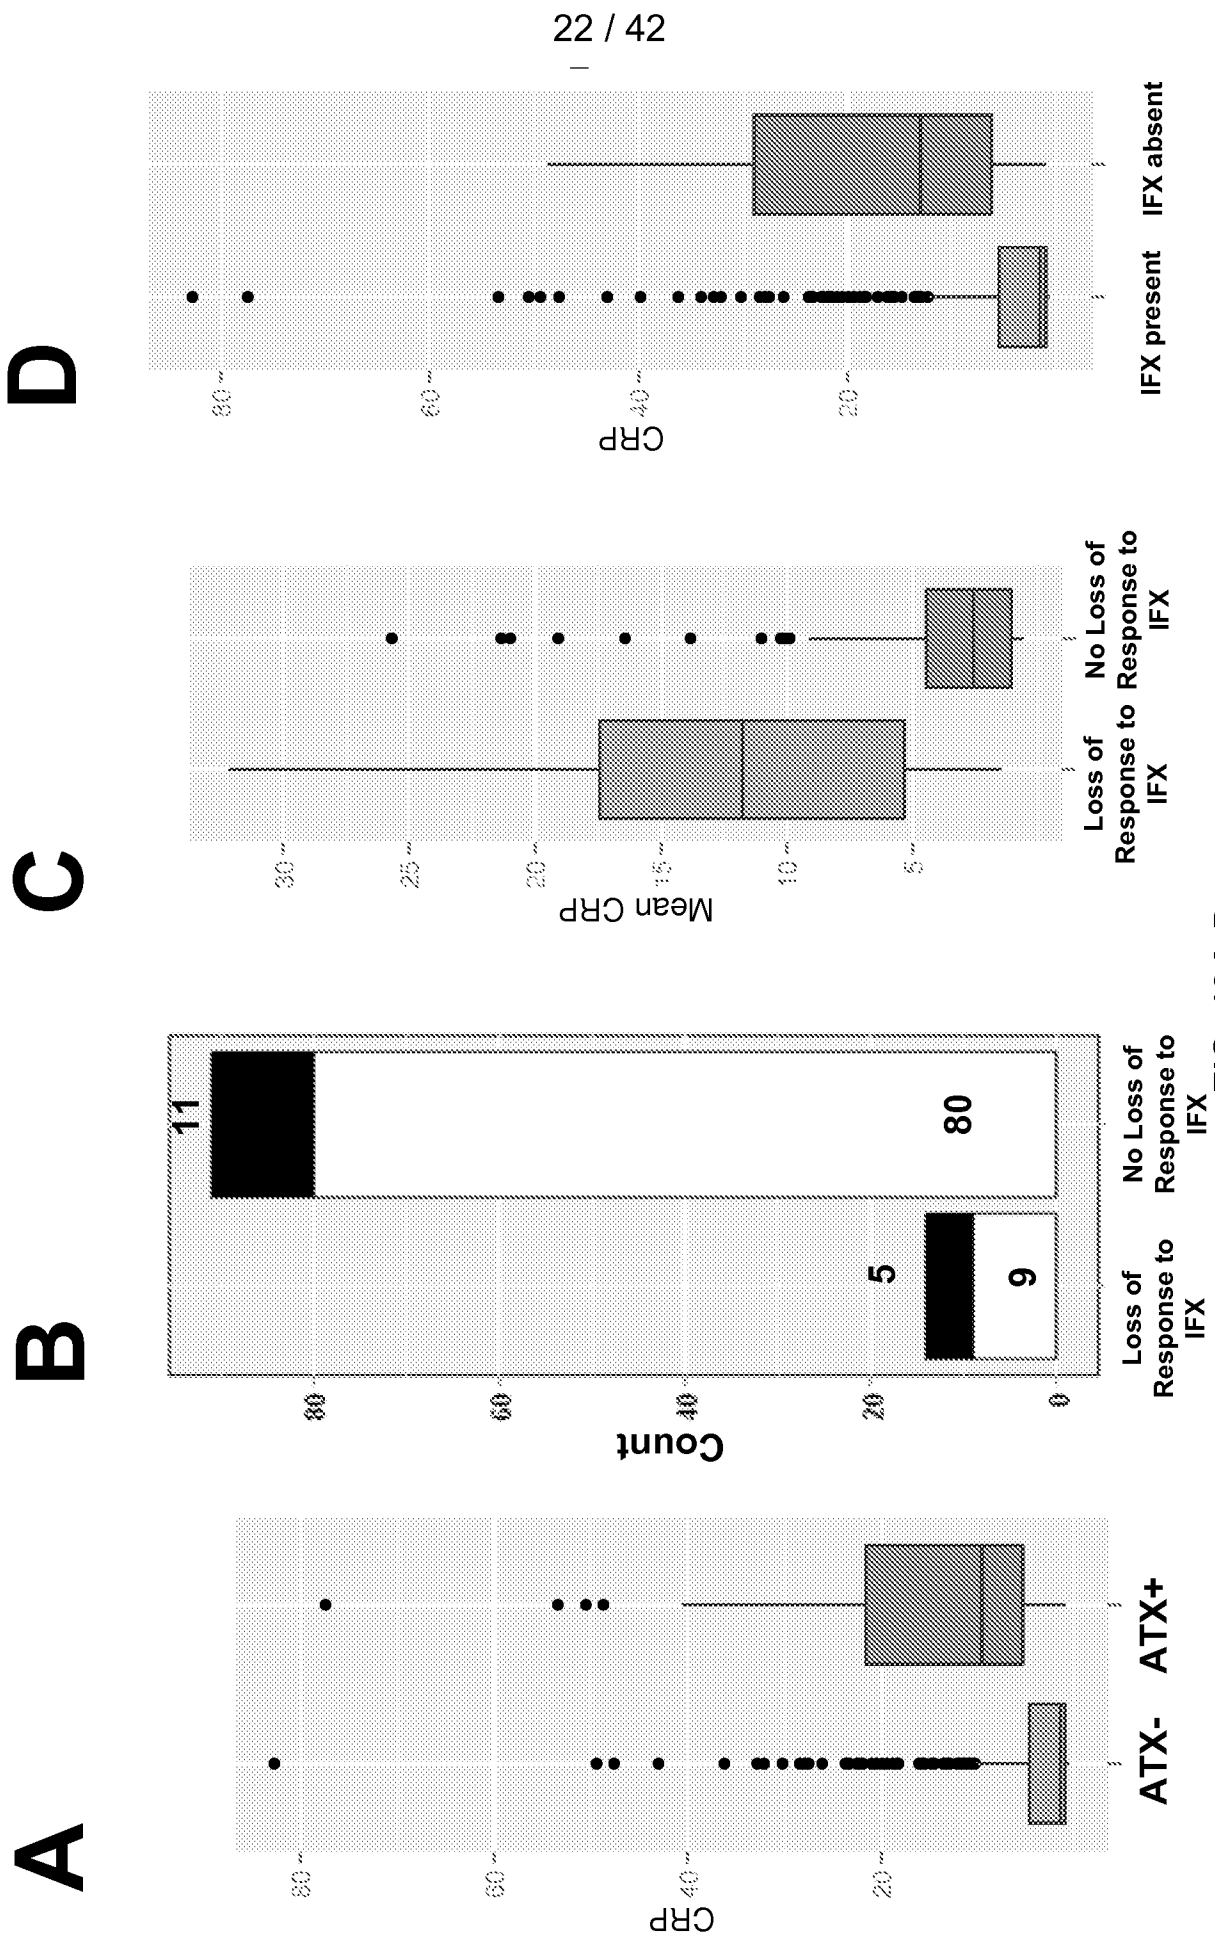 22 / 42
A
CRP
80
60
40
20
ATX-
ATX+
B
Count
80
60
40
20
0
5
9
11
80
Loss of
Response to
IFX
No Loss of
Response to
IFX
C
Mean CRP
30
25
20
15
10
5
Loss of
Response to
IFX
No Loss of
Response to
IFX
D
CRP
80
60
40
20
IFX present
IFX absent